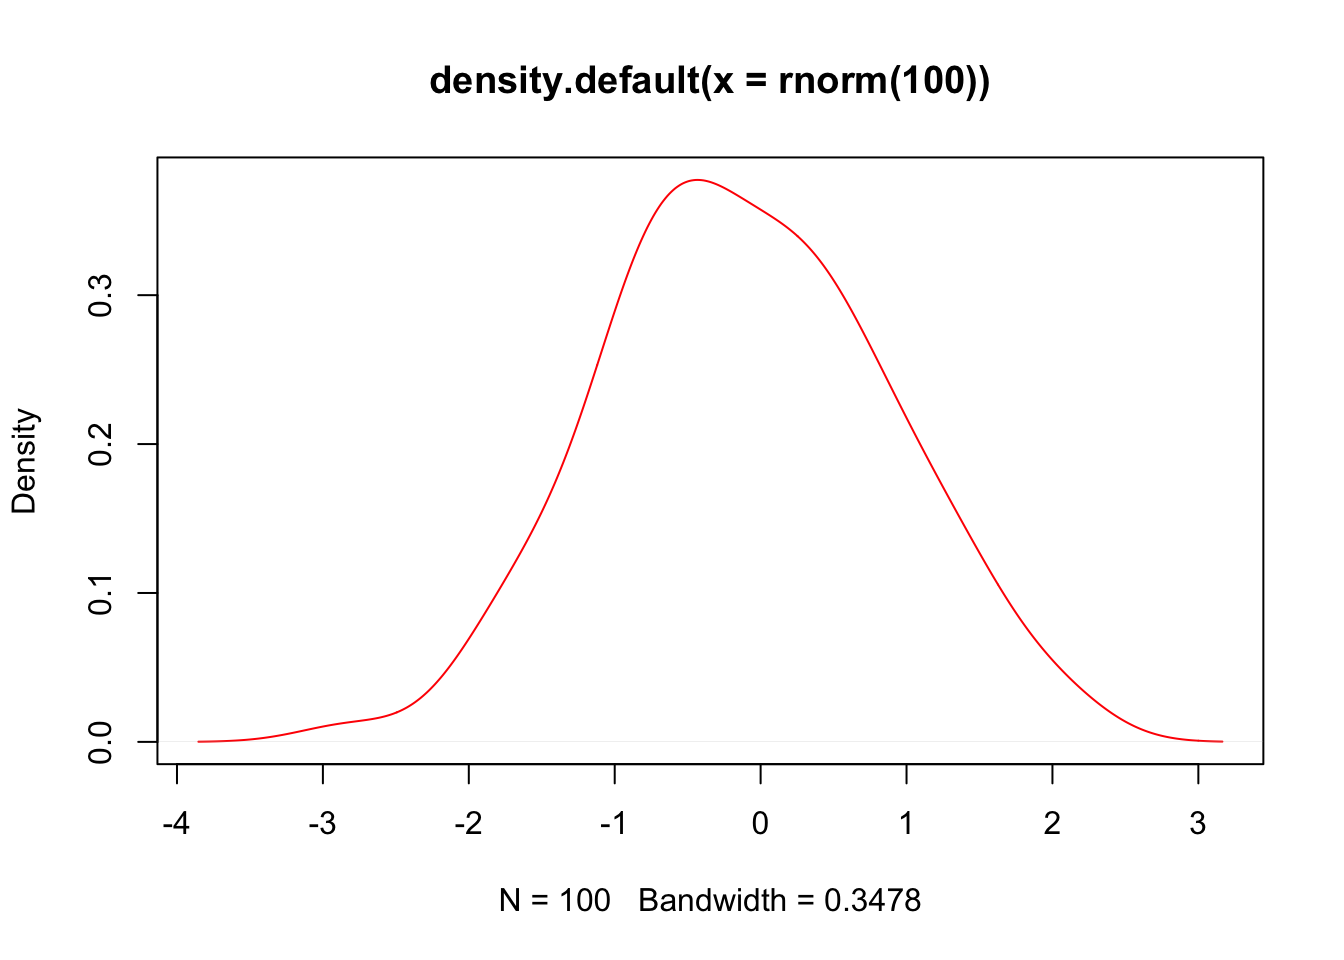 density.default(x = rnorm(100))
Density
0.3
0.2
0.1
0.0
-4 -3 -2 -1 0 1 2 3
N = 100   Bandwidth = 0.3478